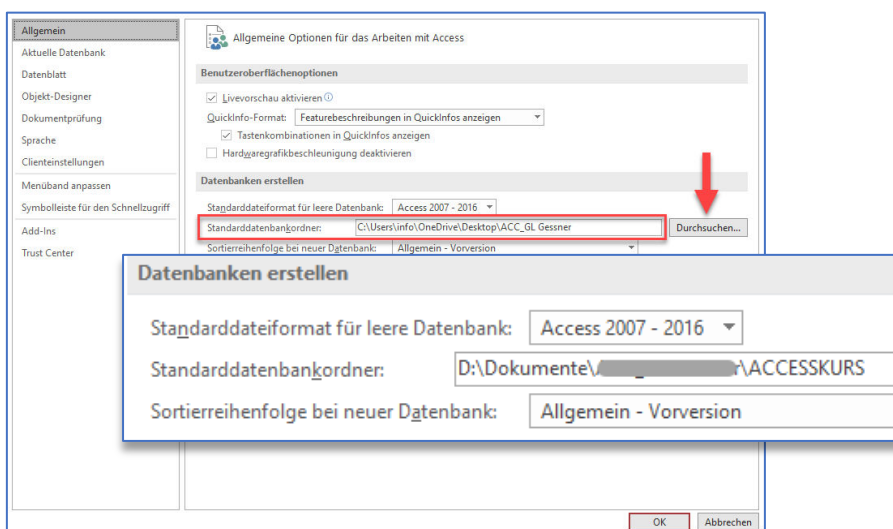 Allgemein
Aktuelle Datenbank
Datenblatt
Objekt-Designer
Dokumentprüfung
Sprache
Clienteinstellungen
Menüband anpassen
Symbolleiste für den Schnellzugriff
Add-Ins
Trust Center
Allgemeine Optionen für das Arbeiten mit Access
Benutzeroberflächenoptionen
Livevorschau aktivieren
QuickInfo-Format: Featurebeschreibungen in QuickInfos anzeigen
Tastenkombinationen in QuickInfos anzeigen
Hardwaregrafikbeschleunigung deaktivieren
Datenbanken erstellen
Standarddateiformat für leere Datenbank: Access 2007 - 2016
Standarddatenbankordner: C:\Users\info\OneDrive\Desktop\ACC_GL Gessner Durchsuchen...
Sortierreihenfolge bei neuer Datenbank: Allgemein - Vorversion
Datenbanken erstellen
Standarddateiformat für leere Datenbank: Access 2007 - 2016
Standarddatenbankordner: D:\Dokumente\ r\ACCESSKURS
Sortierreihenfolge bei neuer Datenbank: Allgemein - Vorversion
OK Abbrechen